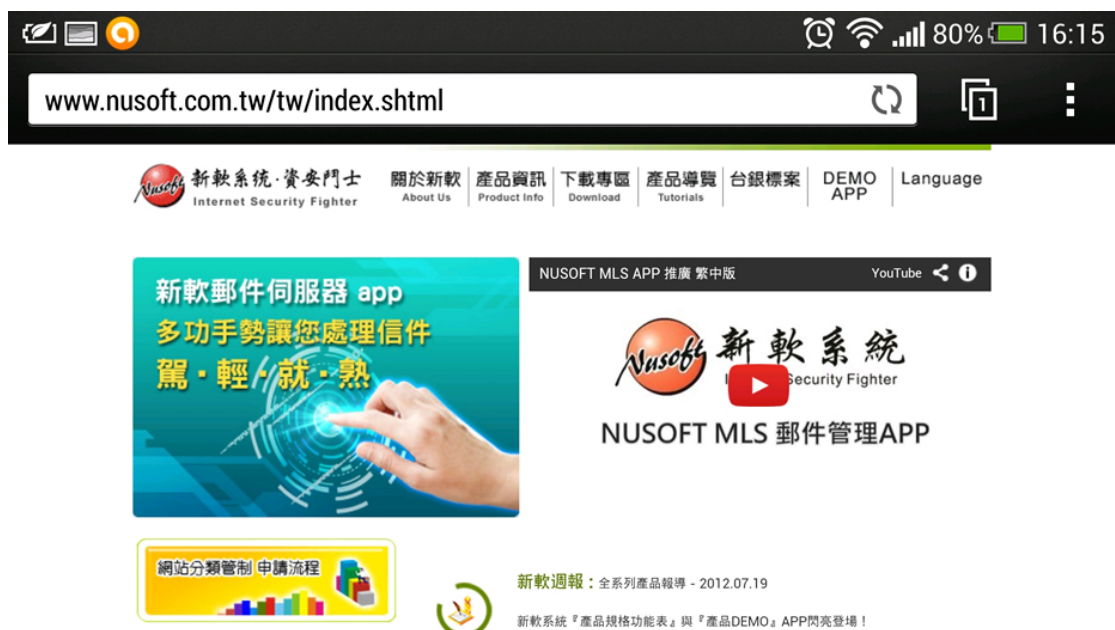 80% 16:15
www.nusoft.com.tw/tw/index.shtml
1
Nusoft 新軟系統·資安鬥士
Internet Security Fighter
關於新軟 產品資訊 下載專區 產品導覽 台銀標案 DEMO APP Language
About Us Product Info Download Tutorials
新軟郵件伺服器 app
多功手勢讓您處理信件
駕·輕·就·熟
NUSOFT MLS APP 推廣 繁中版 YouTube
Nusoft 新軟系統
Security Fighter
NUSOFT MLS 郵件管理APP
網站分類管制 申請流程
新軟週報：全系列產品報導 - 2012.07.19
新軟系統『產品規格功能表』與『產品DEMO』APP閃亮登場！